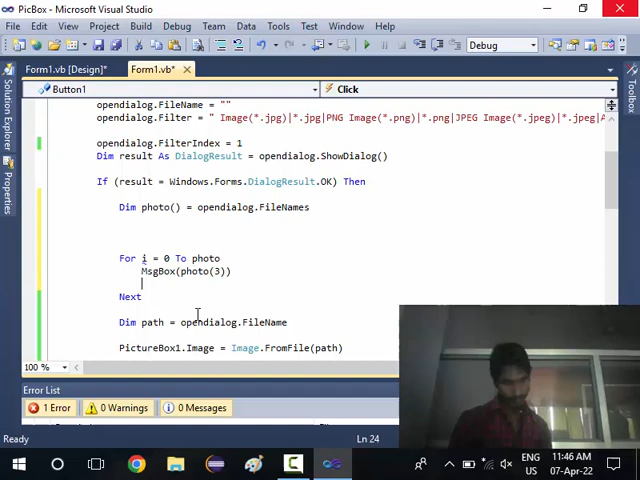 PicBox - Microsoft Visual Studio
File Edit View Project Build Debug Team Data Tools Test Window Help
Debug
Form1.vb [Design]* Form1.vb*
Button1 Click
opendialog.FileName = ""
opendialog.Filter = " Image(*.jpg)|*.jpg|PNG Image(*.png)|*.png|JPEG Image(*.jpeg)|*.jpeg|A
opendialog.FilterIndex = 1
Dim result As DialogResult = opendialog.ShowDialog()
If (result = Windows.Forms.DialogResult.OK) Then
Dim photo() = opendialog.FileNames
For i = 0 To photo
MsgBox(photo(3))
Next
Dim path = opendialog.FileName
PictureBox1.Image = Image.FromFile(path)
Solution Explorer
Properties
Toolbox
100 %
Error List
1 Error 0 Warnings 0 Messages
Ready Ln 24
ENG
US
11:46 AM
07-Apr-22